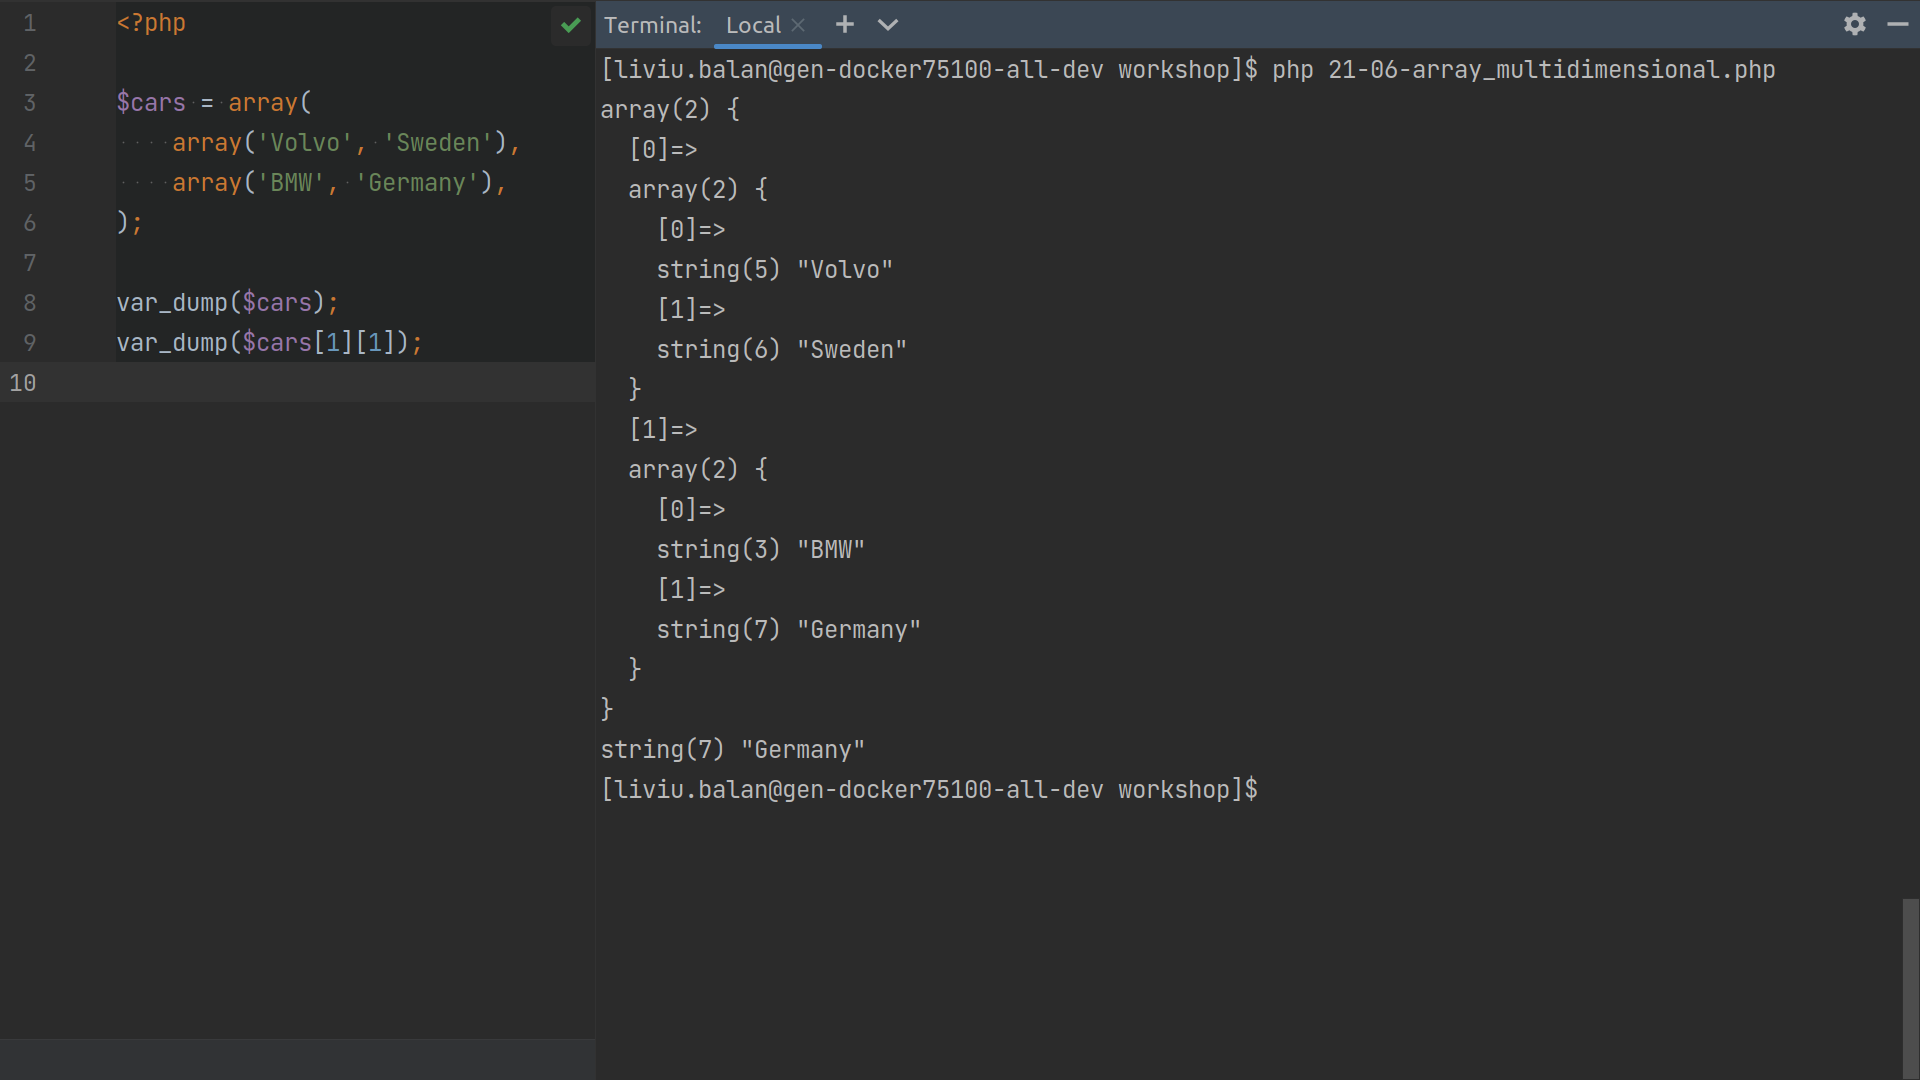 1 <?php
2
3 $cars = array(
4     array('Volvo', 'Sweden'),
5     array('BMW', 'Germany'),
6 );
7
8 var_dump($cars);
9 var_dump($cars[1][1]);
10
Terminal: Local
[liviu.balan@gen-docker75100-all-dev workshop]$ php 21-06-array_multidimensional.php
array(2) {
  [0]=>
  array(2) {
    [0]=>
    string(5) "Volvo"
    [1]=>
    string(6) "Sweden"
  }
  [1]=>
  array(2) {
    [0]=>
    string(3) "BMW"
    [1]=>
    string(7) "Germany"
  }
}
string(7) "Germany"
[liviu.balan@gen-docker75100-all-dev workshop]$